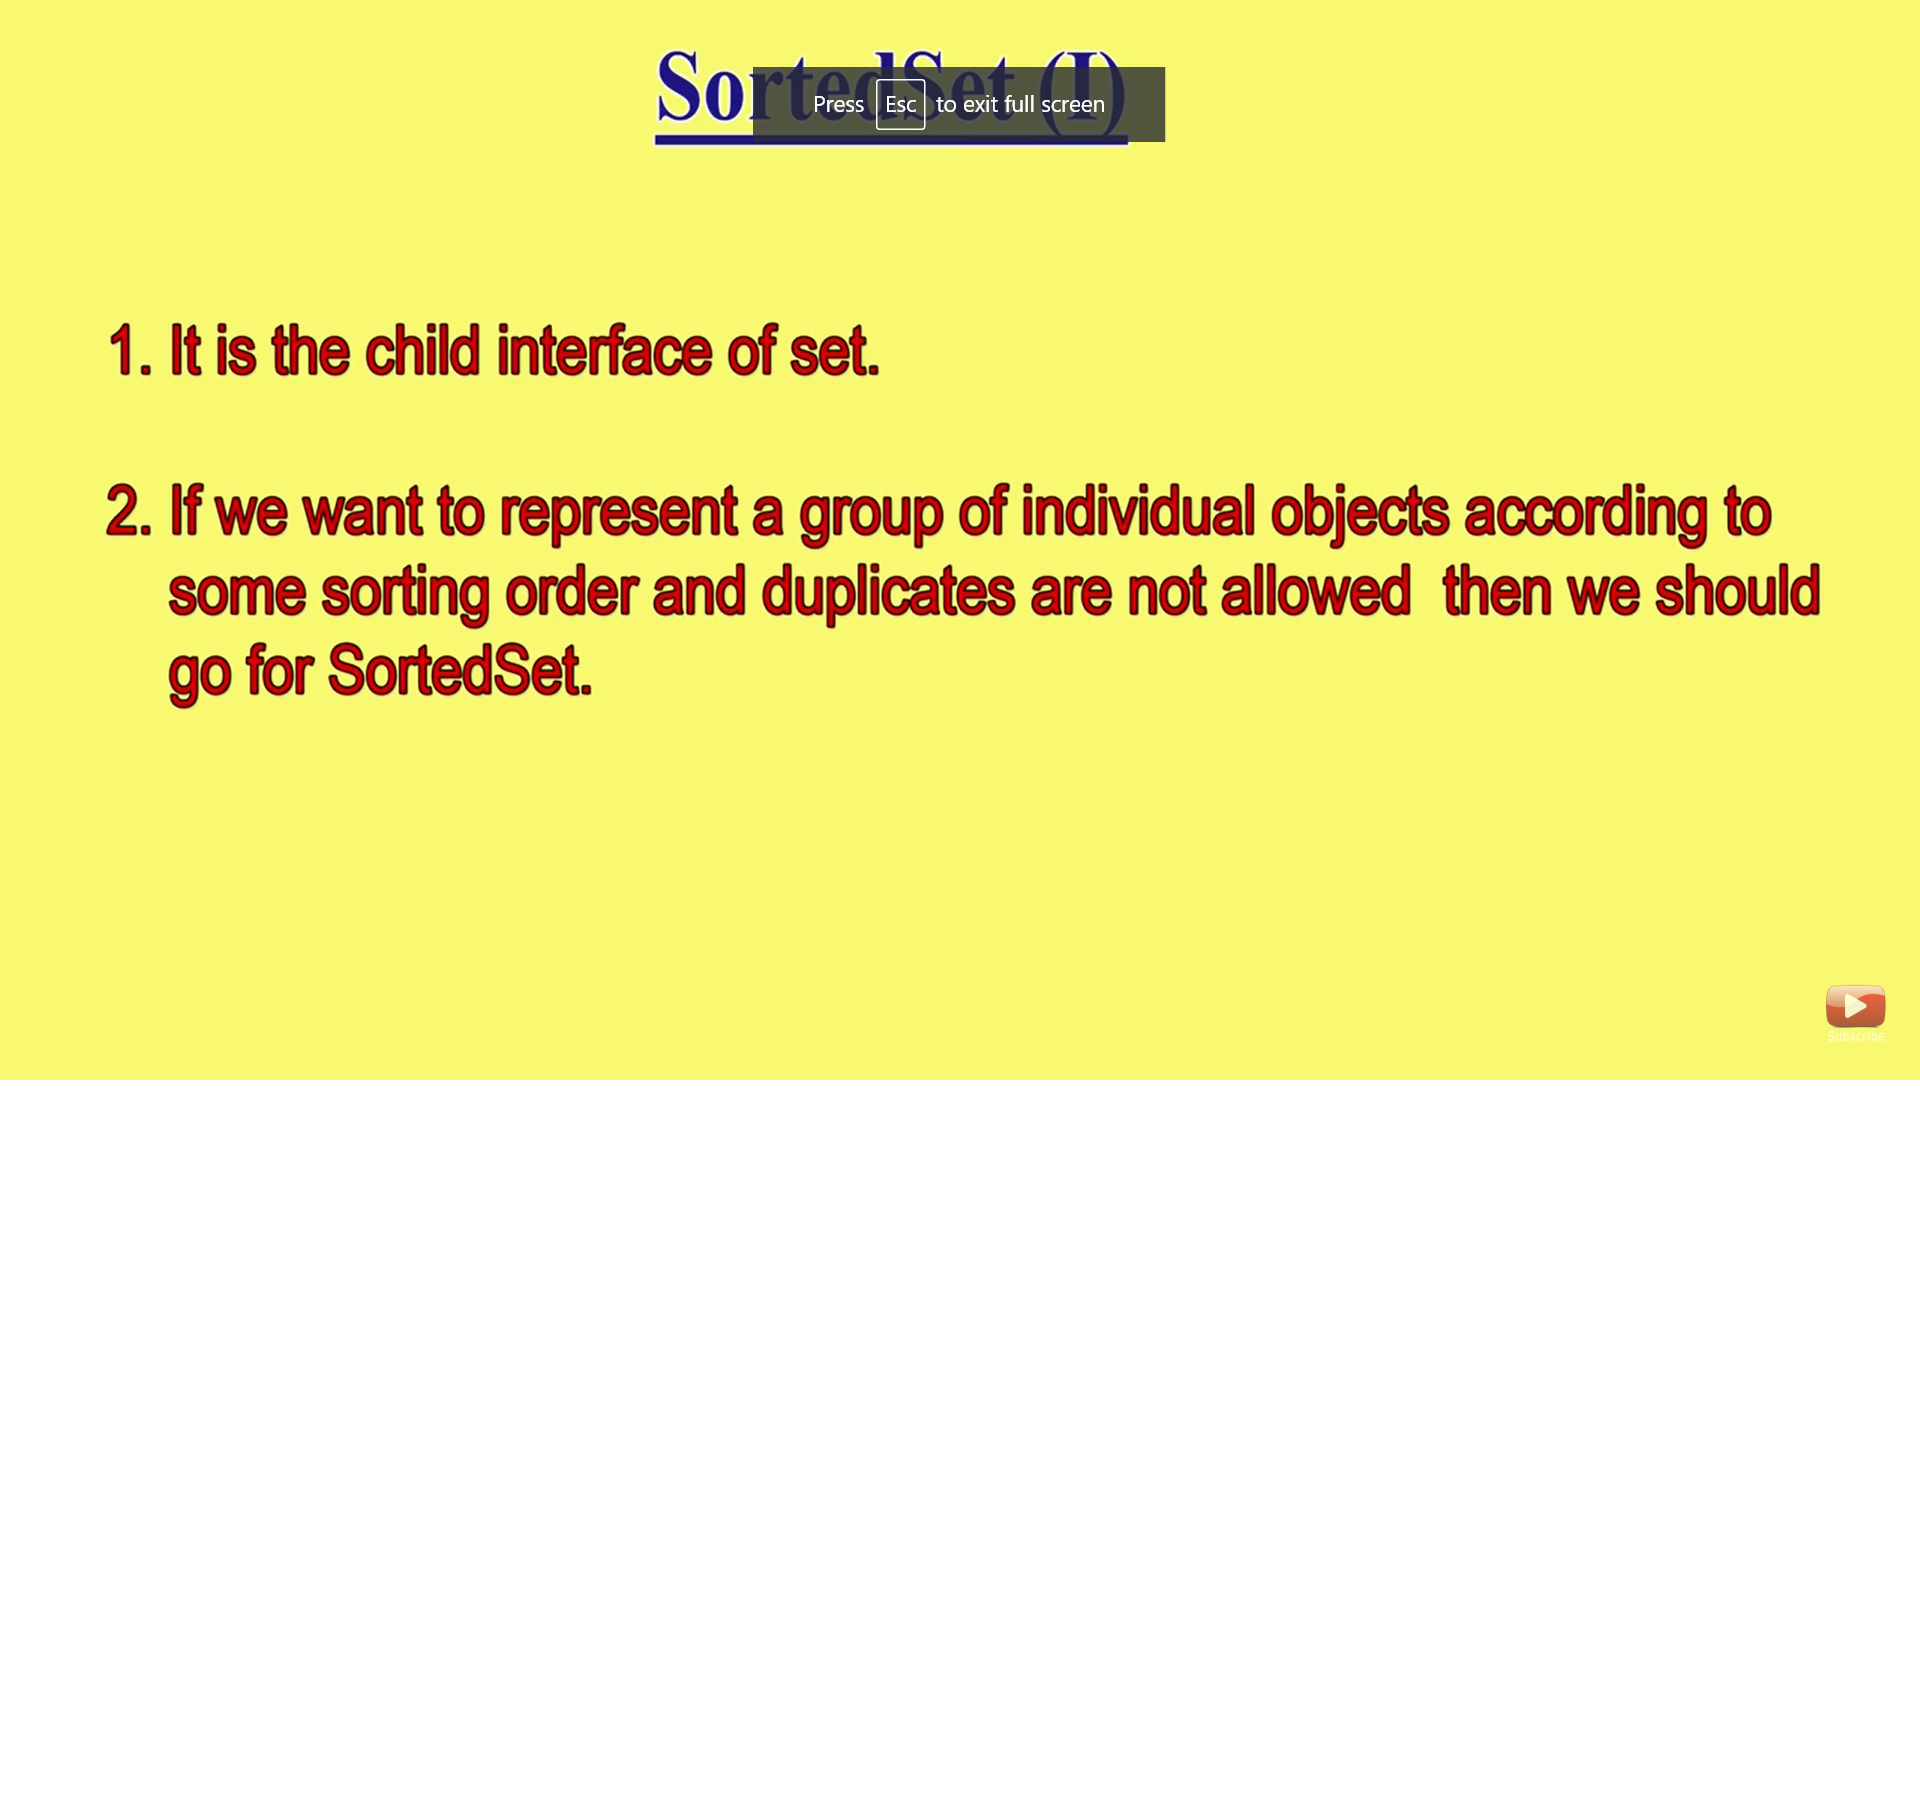 SortedSet (I)
Press Esc to exit full screen
1. It is the child interface of set.
2. If we want to represent a group of individual objects according to
some sorting order and duplicates are not allowed then we should
go for SortedSet.
Subscribe